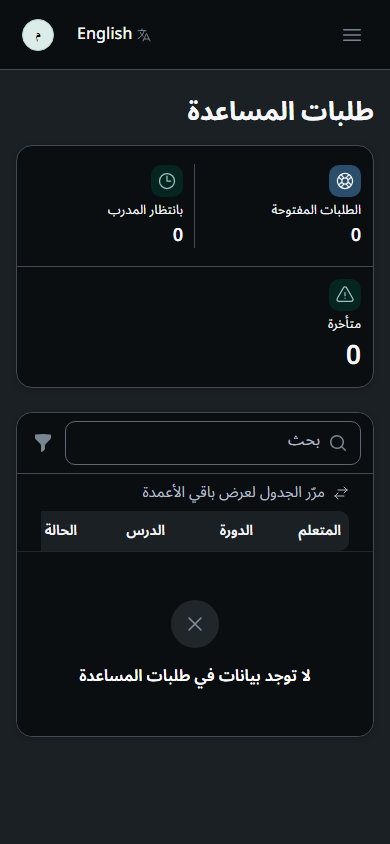 م
English
طلبات المساعدة
الطلبات المفتوحة
0
بانتظار المدرب
0
متأخرة
0
بحث
مرّر الجدول لعرض باقي الأعمدة
المتعلم الدورة الدرس الحالة
لا توجد بيانات في طلبات المساعدة